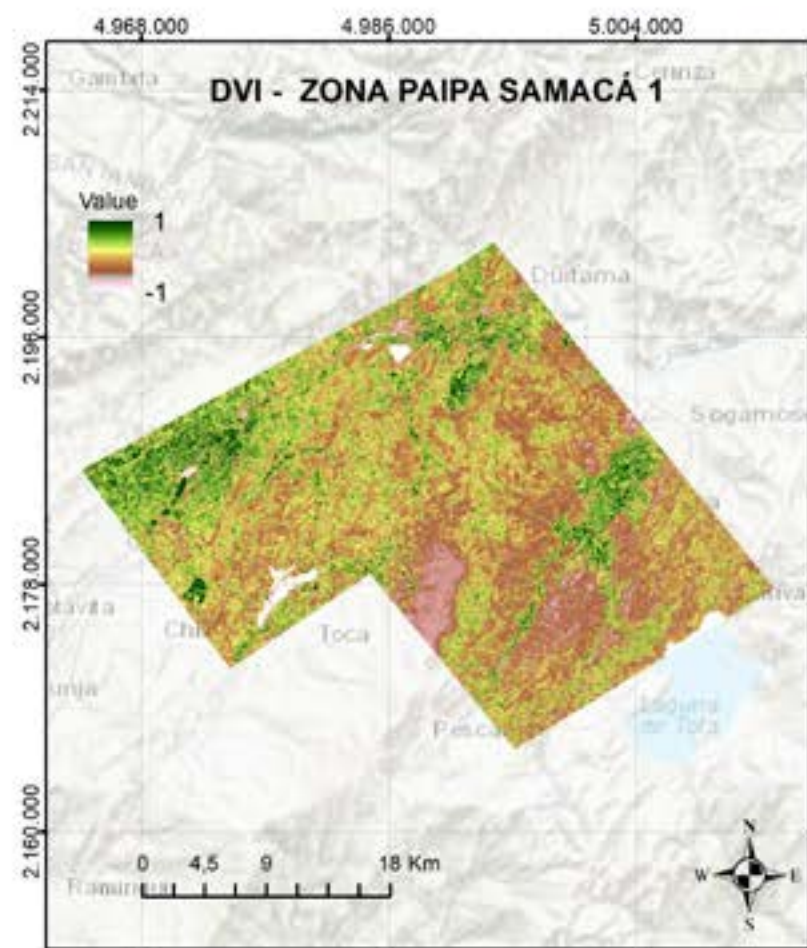 4.968.000 4.986.000 5.004.000
2.214.000
Gambita
Cerinza
DVI - ZONA PAIPA SAMACÁ 1
Value
1
-1
Duitama
2.196.000
Sogamoso
2.178.000
Toca
Pesca
Laguna
de Tota
2.160.000
0 4,5 9 18 Km
N
W E
S